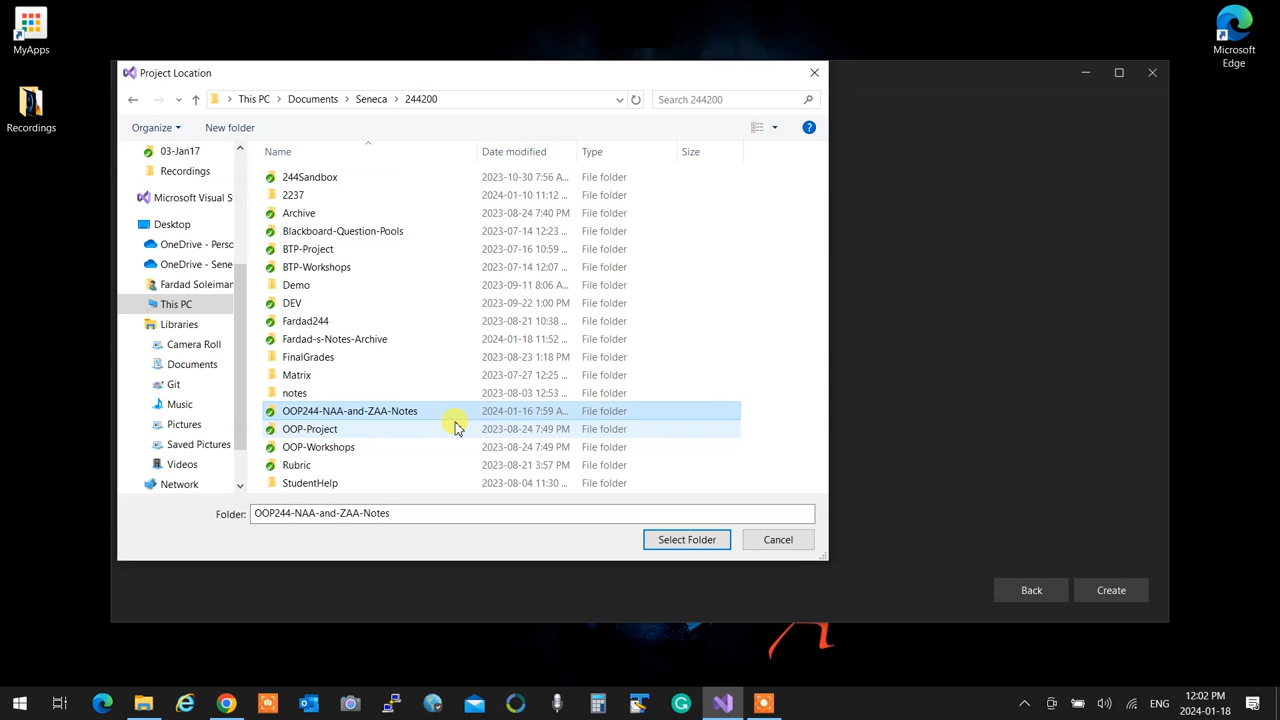 MyApps
Microsoft
Edge
Recordings
Project Location
This PC > Documents > Seneca > 244200
Search 244200
Organize
New folder
03-Jan17
Recordings
Microsoft Visual S
Desktop
OneDrive - Persc
OneDrive - Sene
Fardad Soleiman
This PC
Libraries
Camera Roll
Documents
Git
Music
Pictures
Saved Pictures
Videos
Network
Name Date modified Type Size
244Sandbox 2023-10-30 7:56 A... File folder
2237 2024-01-10 11:12 ... File folder
Archive 2023-08-24 7:40 PM File folder
Blackboard-Question-Pools 2023-07-14 12:23 ... File folder
BTP-Project 2023-07-16 10:59 ... File folder
BTP-Workshops 2023-07-14 12:07 ... File folder
Demo 2023-09-11 8:06 A... File folder
DEV 2023-09-22 1:00 PM File folder
Fardad244 2023-08-21 10:38 ... File folder
Fardad-s-Notes-Archive 2024-01-18 11:52 ... File folder
FinalGrades 2023-08-23 1:18 PM File folder
Matrix 2023-07-27 12:25 ... File folder
notes 2023-08-03 12:53 ... File folder
OOP244-NAA-and-ZAA-Notes 2024-01-16 7:59 A... File folder
OOP-Project 2023-08-24 7:49 PM File folder
OOP-Workshops 2023-08-24 7:49 PM File folder
Rubric 2023-08-21 3:57 PM File folder
StudentHelp 2023-08-04 11:30 ... File folder
Folder: OOP244-NAA-and-ZAA-Notes
Select Folder
Cancel
Back
Create
ENG
12:02 PM
2024-01-18